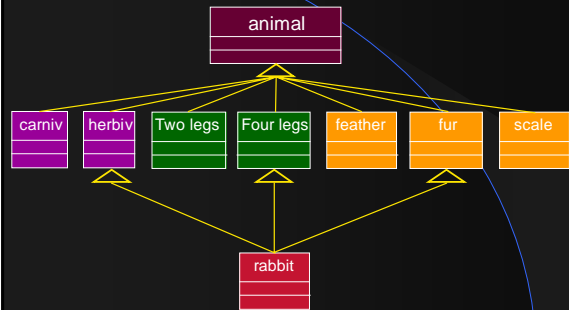 animal
carniv
herbiv
Two legs
Four legs
feather
fur
scale
rabbit